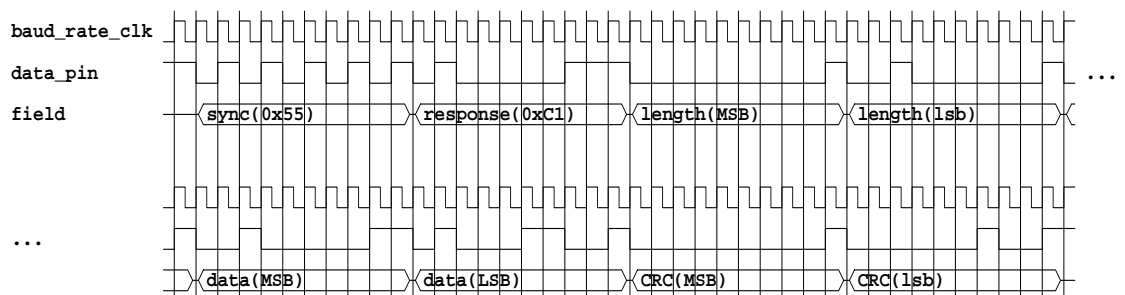 baud_rate_clk
data_pin ...
field sync(0x55) response(0xC1) length(MSB) length(lsb)
...
data(MSB) data(LSB) CRC(MSB) CRC(lsb)